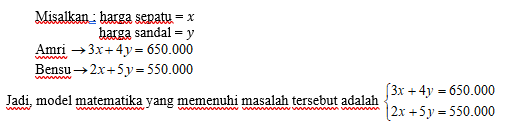 Misalkan : harga sepatu = x
harga sandal = y
Amri → 3x + 4y = 650.000
Bensu → 2x + 5y = 550.000
Jadi, model matematika yang memenuhi masalah tersebut adalah {3x + 4y = 650.000
2x + 5y = 550.000